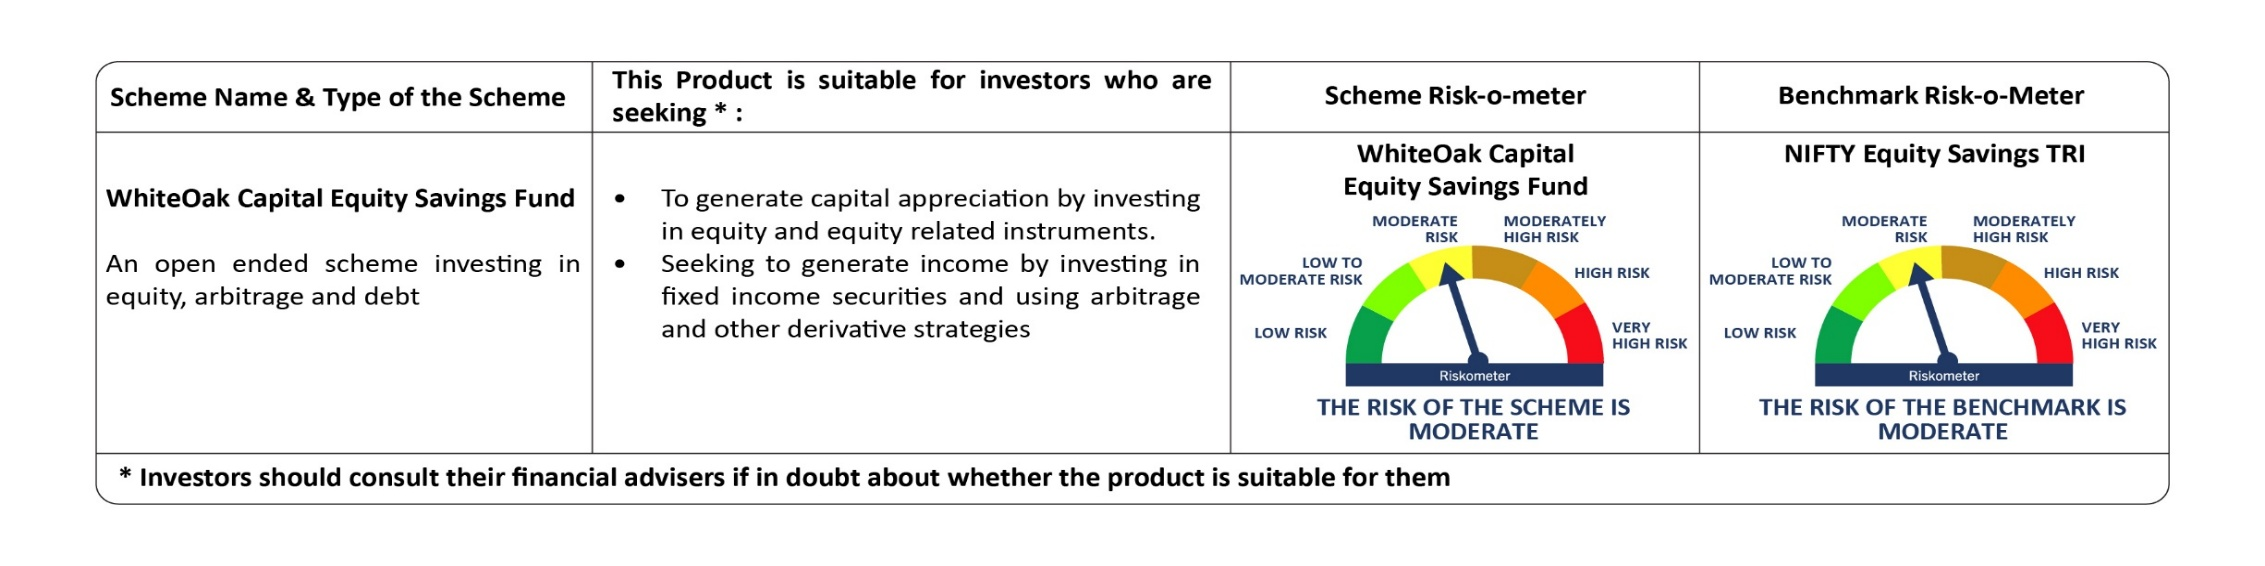 Scheme Name & Type of the Scheme
This Product is suitable for investors who are
seeking * :
Scheme Risk-o-meter
Benchmark Risk-o-Meter
WhiteOak Capital Equity Savings Fund
An open ended scheme investing in
equity, arbitrage and debt
• To generate capital appreciation by investing
in equity and equity related instruments.
• Seeking to generate income by investing in
fixed income securities and using arbitrage
and other derivative strategies
WhiteOak Capital
Equity Savings Fund
MODERATE
RISK
MODERATELY
HIGH RISK
LOW TO
MODERATE RISK
HIGH RISK
LOW RISK
VERY
HIGH RISK
Riskometer
THE RISK OF THE SCHEME IS
MODERATE
NIFTY Equity Savings TRI
MODERATE
RISK
MODERATELY
HIGH RISK
LOW TO
MODERATE RISK
HIGH RISK
LOW RISK
VERY
HIGH RISK
Riskometer
THE RISK OF THE BENCHMARK IS
MODERATE
* Investors should consult their financial advisers if in doubt about whether the product is suitable for them